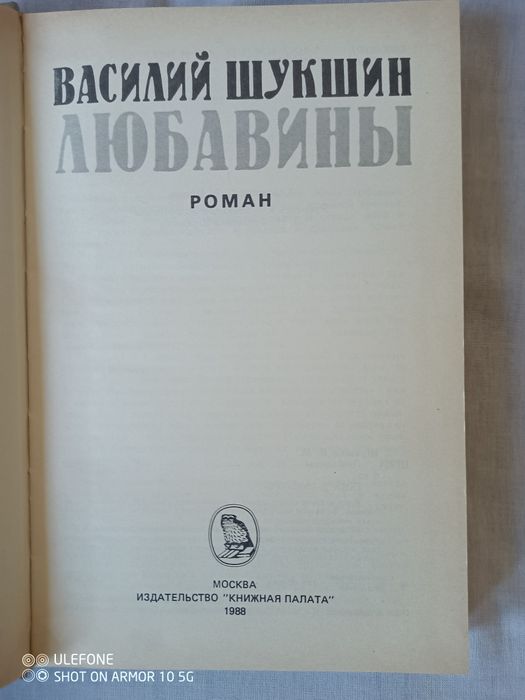 ВАСИЛИЙ ШУКШИН
ЛЮБАВИНЫ
РОМАН
МОСКВА
ИЗДАТЕЛЬСТВО "КНИЖНАЯ ПАЛАТА"
1988
ULEFONE
SHOT ON ARMOR 10 5G